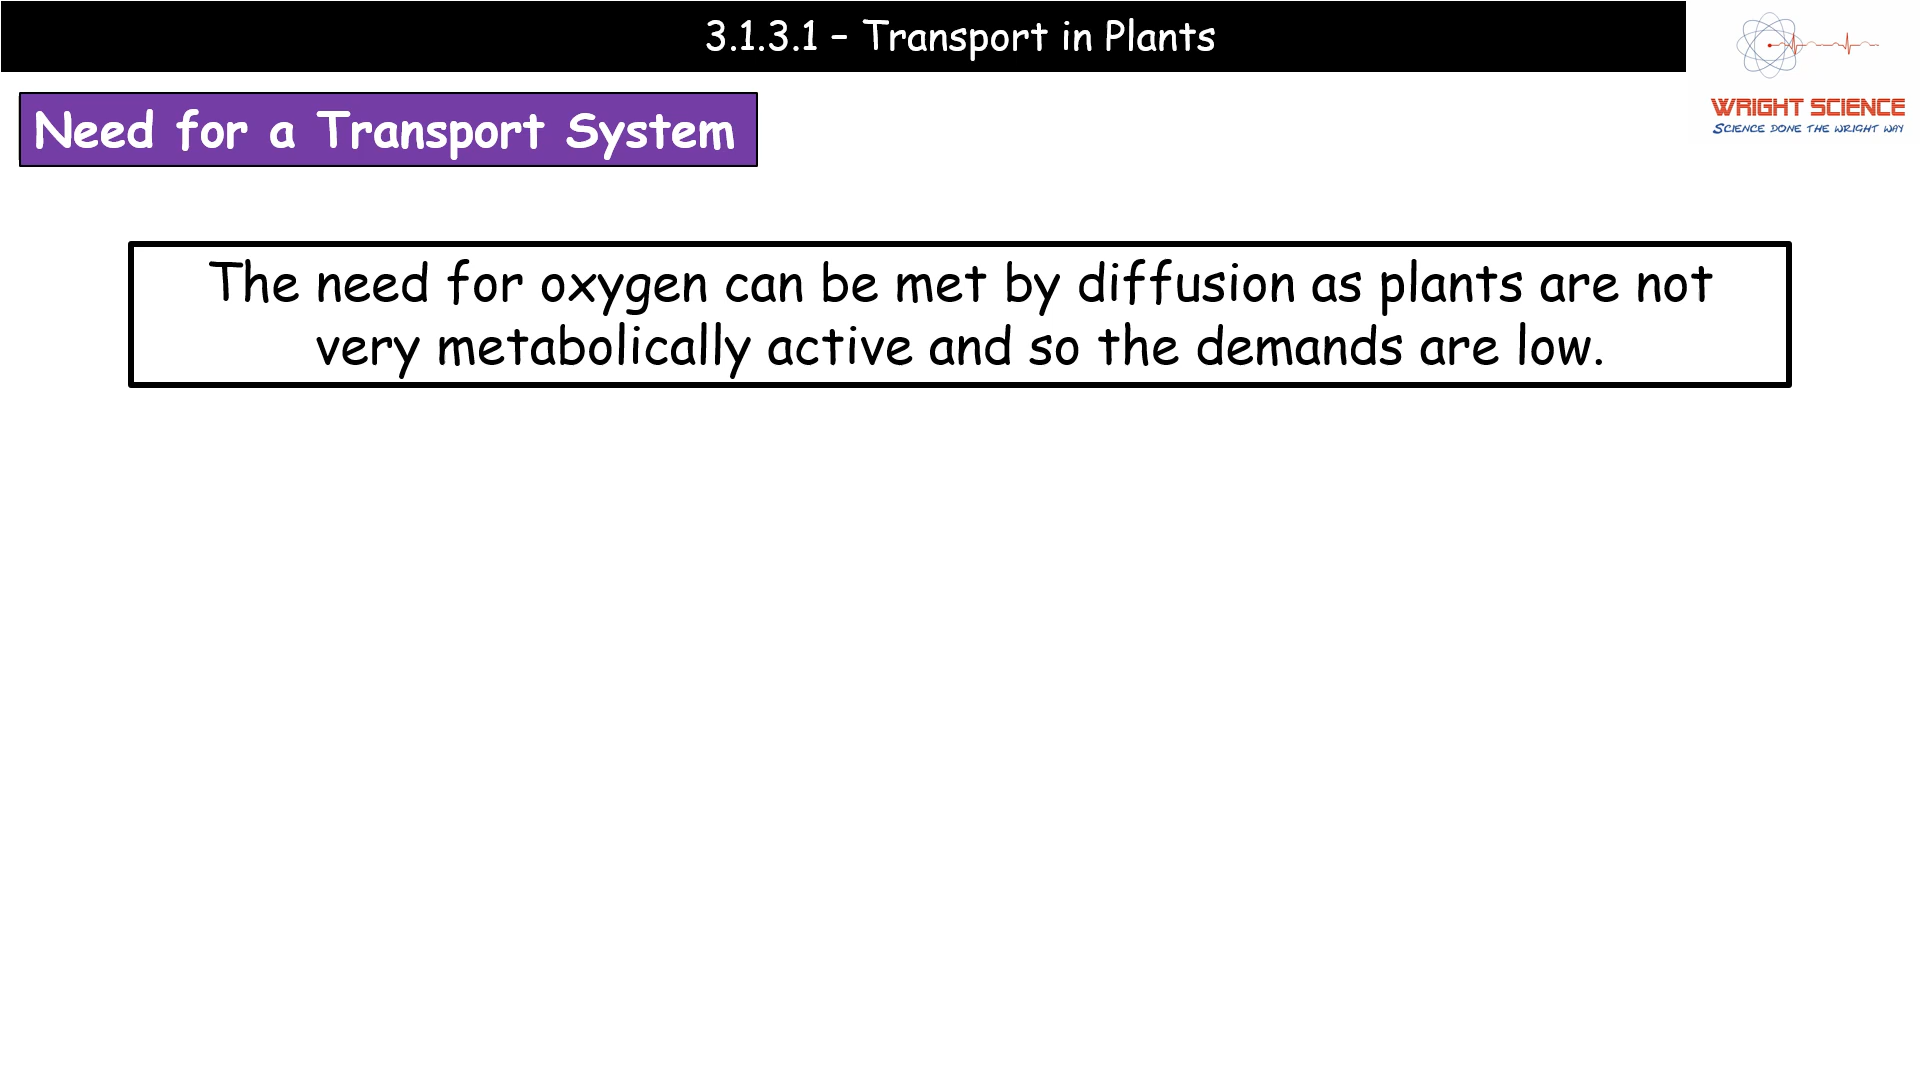 3.1.3.1 – Transport in Plants
WRIGHT SCIENCE
SCIENCE DONE THE WRIGHT WAY
Need for a Transport System
The need for oxygen can be met by diffusion as plants are not
very metabolically active and so the demands are low.